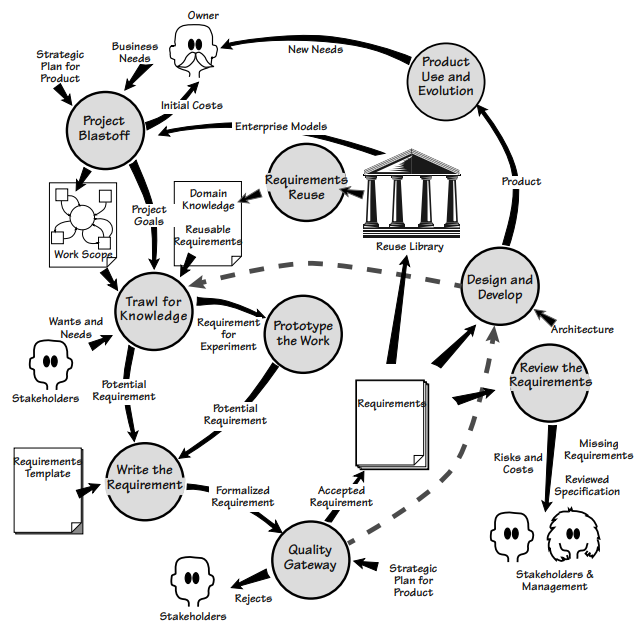 Owner
Strategic
Plan for
Product
Business
Needs
New Needs
Product
Use and
Evolution
Initial Costs
Project
Blastoff
Enterprise Models
Requirements
Reuse
Domain
Knowledge
Reusable
Requirements
Project
Goals
Product
Work Scope
Reuse Library
Trawl for
Knowledge
Design and
Develop
Wants and
Needs
Requirement
for
Experiment
Prototype
the Work
Architecture
Review the
Requirements
Stakeholders
Potential
Requirement
Requirements
Potential
Requirement
Requirements
Template
Write the
Requirement
Risks and
Costs
Missing
Requirements
Reviewed
Specification
Formalized
Requirement
Accepted
Requirement
Quality
Gateway
Strategic
Plan for
Product
Stakeholders &
Management
Rejects
Stakeholders